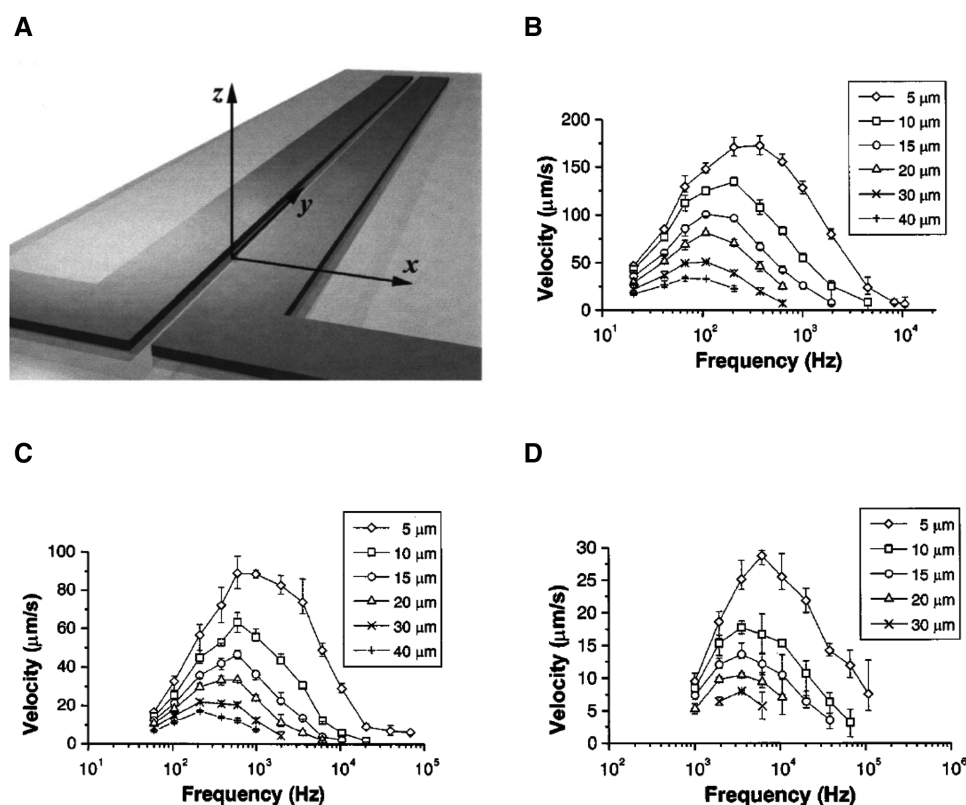 A
z
y
x
B
5 μm
10 μm
15 μm
20 μm
30 μm
40 μm
200
150
100
50
0
Velocity (μm/s)
10¹ 10² 10³ 10⁴
Frequency (Hz)
C
5 μm
10 μm
15 μm
20 μm
30 μm
40 μm
100
80
60
40
20
0
Velocity (μm/s)
10¹ 10² 10³ 10⁴ 10⁵
Frequency (Hz)
D
5 μm
10 μm
15 μm
20 μm
30 μm
30
25
20
15
10
5
0
Velocity (μm/s)
10² 10³ 10⁴ 10⁵ 10⁶
Frequency (Hz)